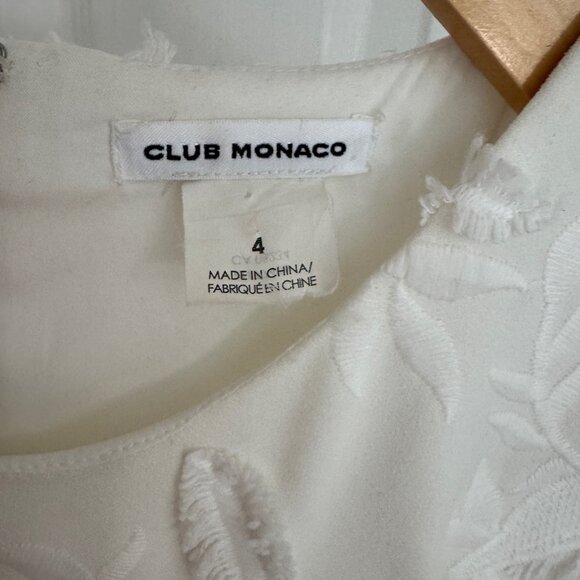 CLUB MONACO
4
MADE IN CHINA/
FABRIQUÉ EN CHINE